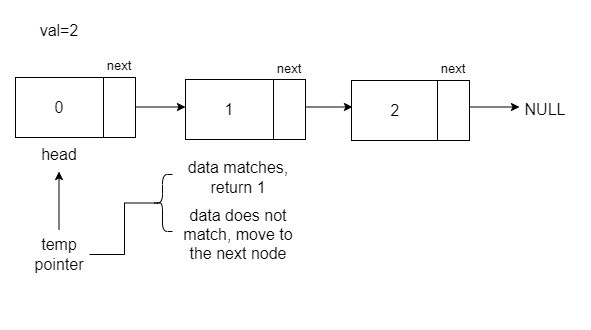 val=2
next
next
next
0
1
2
NULL
head
data matches,
return 1
data does not
match, move to
the next node
temp
pointer